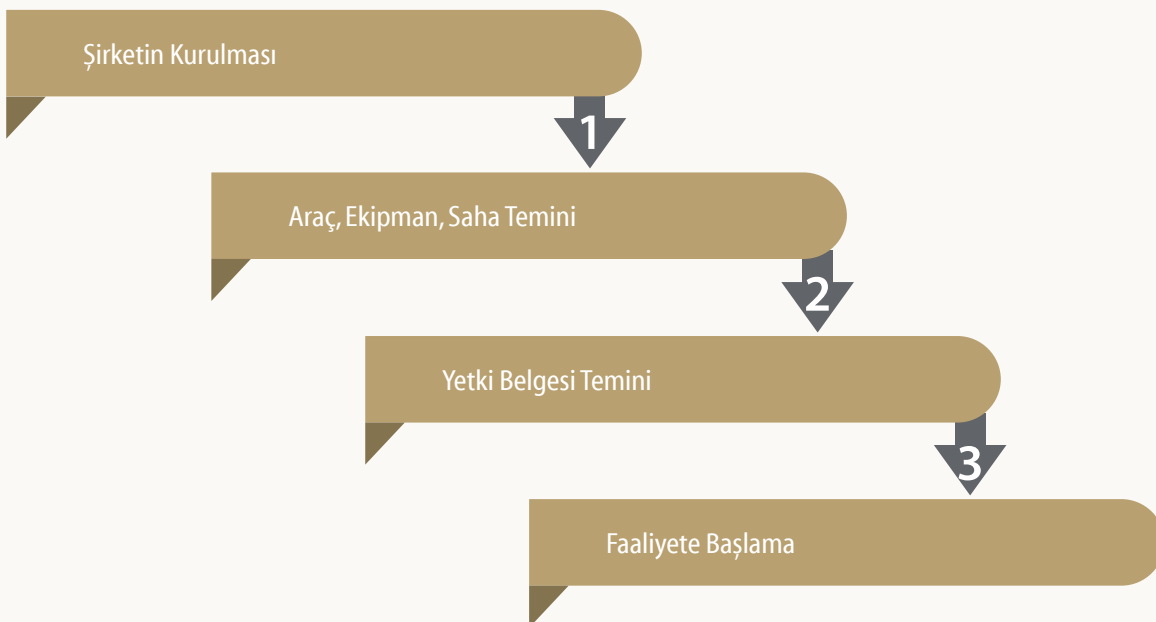 Şirketin Kurulması
1
Araç, Ekipman, Saha Temini
2
Yetki Belgesi Temini
3
Faaliyete Başlama